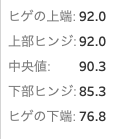 ヒゲの上端: 92.0
上部ヒンジ: 92.0
中央値: 90.3
下部ヒンジ: 85.3
ヒゲの下端: 76.8